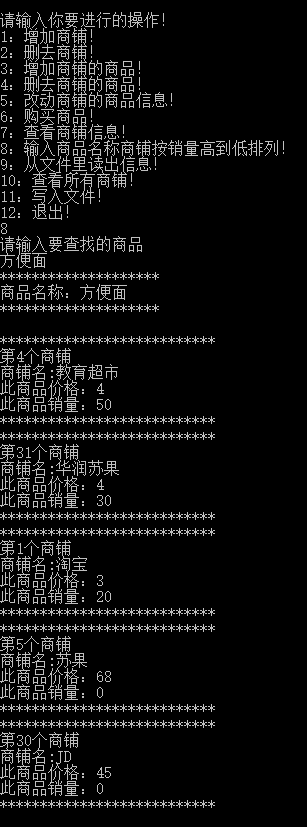 请输入你要进行的操作!
1: 增加商铺!
2: 删去商铺!
3: 增加商铺的商品!
4: 删去商铺的商品!
5: 改动商铺的商品信息!
6: 购买商品!
7: 查看商铺信息!
8: 输入商品名称商铺按销量高到低排列!
9: 从文件里读出信息!
10: 查看所有商铺!
11: 写入文件!
12: 退出!
8
请输入要查找的商品
方便面
********************
商品名称: 方便面
********************
***************************
第4个商铺
商铺名:教育超市
此商品价格: 4
此商品销量: 50
***************************
***************************
第31个商铺
商铺名:华润苏果
此商品价格: 4
此商品销量: 30
***************************
***************************
第1个商铺
商铺名:淘宝
此商品价格: 3
此商品销量: 20
***************************
***************************
第5个商铺
商铺名:苏果
此商品价格: 68
此商品销量: 0
***************************
***************************
第30个商铺
商铺名:JD
此商品价格: 45
此商品销量: 0
***************************